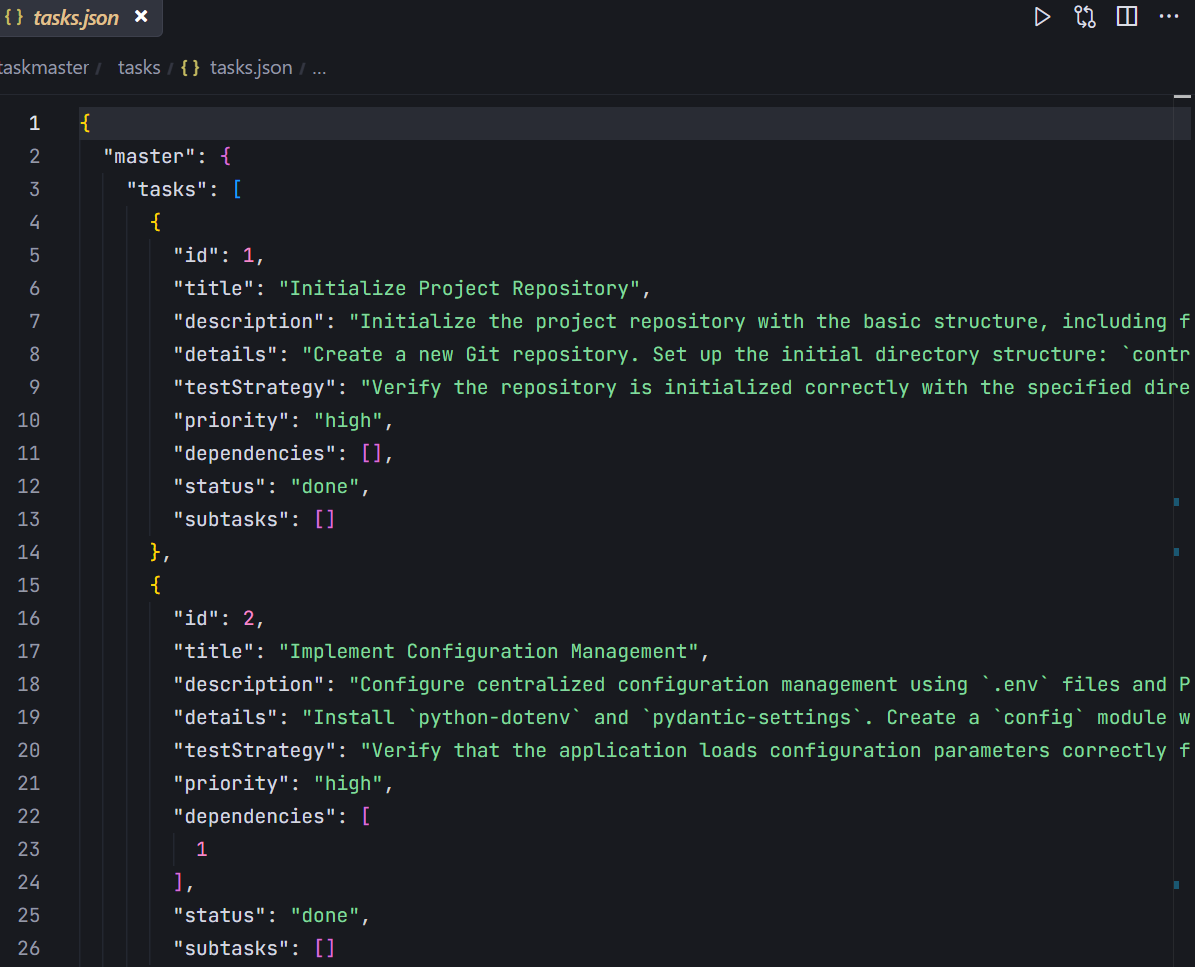 { } tasks.json ×
taskmaster / tasks / { } tasks.json / ...
1 {
2 "master": {
3 "tasks": [
4 {
5 "id": 1,
6 "title": "Initialize Project Repository",
7 "description": "Initialize the project repository with the basic structure, including f
8 "details": "Create a new Git repository. Set up the initial directory structure: `contr
9 "testStrategy": "Verify the repository is initialized correctly with the specified dire
10 "priority": "high",
11 "dependencies": [],
12 "status": "done",
13 "subtasks": []
14 },
15 {
16 "id": 2,
17 "title": "Implement Configuration Management",
18 "description": "Configure centralized configuration management using `.env` files and P
19 "details": "Install `python-dotenv` and `pydantic-settings`. Create a `config` module w
20 "testStrategy": "Verify that the application loads configuration parameters correctly f
21 "priority": "high",
22 "dependencies": [
23 1
24 ],
25 "status": "done",
26 "subtasks": []